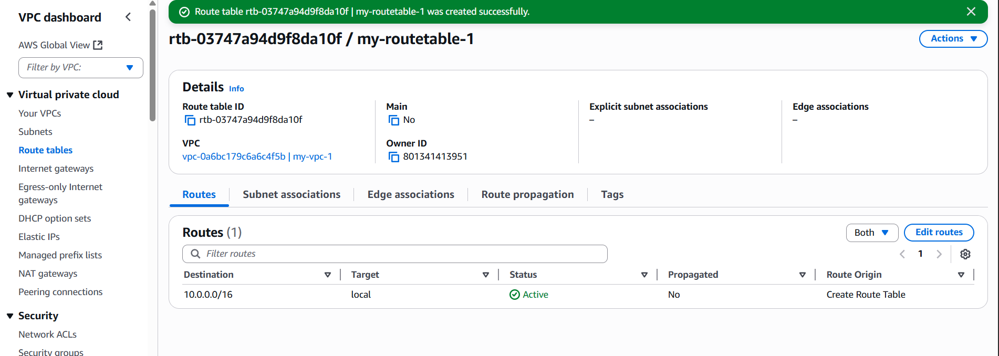 VPC dashboard
AWS Global View
Filter by VPC:
Virtual private cloud
Your VPCs
Subnets
Route tables
Internet gateways
Egress-only Internet
gateways
DHCP option sets
Elastic IPs
Managed prefix lists
NAT gateways
Peering connections
Security
Network ACLs
Security groups
Route table rtb-03747a94d9f8da10f | my-routetable-1 was created successfully.
rtb-03747a94d9f8da10f / my-routetable-1
Actions
Details Info
Route table ID
rtb-03747a94d9f8da10f
Main
No
Explicit subnet associations
–
Edge associations
–
VPC
vpc-0a6bc179c6a6c4f5b | my-vpc-1
Owner ID
801341413951
Routes Subnet associations Edge associations Route propagation Tags
Routes (1)
Both
Edit routes
Filter routes
1
Destination Target Status Propagated Route Origin
10.0.0.0/16 local Active No Create Route Table